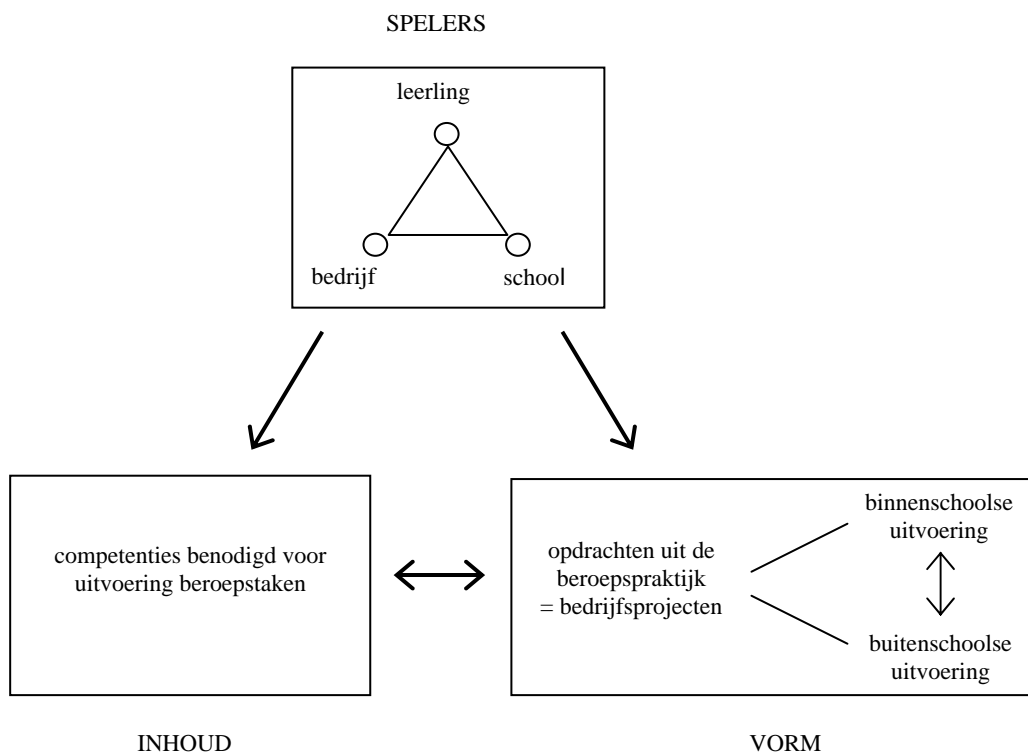 SPELERS
leerling
bedrijf
school
competenties benodigd voor
uitvoering beroepstaken
opdrachten uit de
beroepspraktijk
= bedrijfsprojecten
binnenschoolse
uitvoering
buitenschoolse
uitvoering
INHOUD
VORM